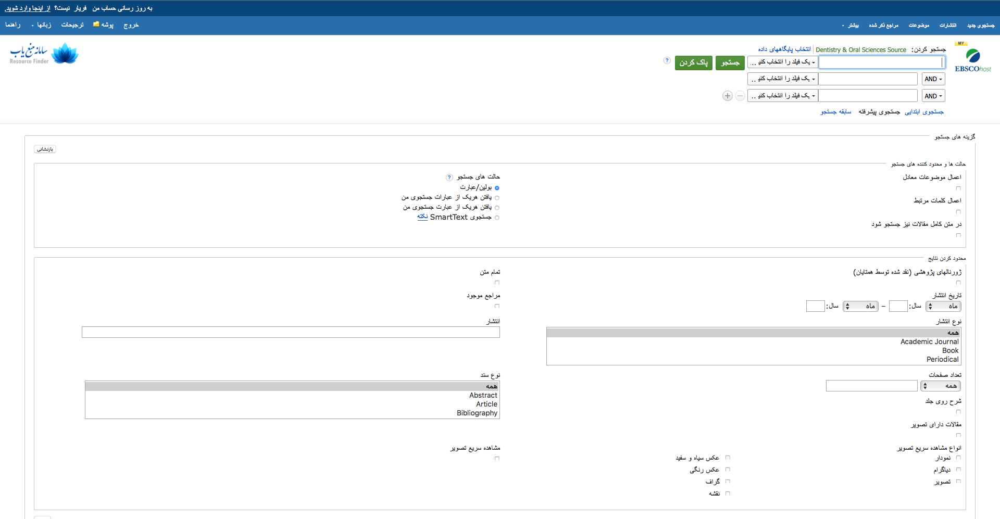 به روز رسانی حساب من فریار نیست؟ از اینجا وارد شوید.
جستجوی جدید انتشارات موضوعات مراجع ذکر شده بیشتر
خروج پوشه ترجیحات زبانها راهنما
MY
EBSCOhost
سامانه منبع یاب
Resource Finder
جستجو کردن: Dentistry & Oral Sciences Source انتخاب پایگاههای داده
یک فیلد را انتخاب کنید ... جستجو پاک کردن ?
AND یک فیلد را انتخاب کنید ..
AND یک فیلد را انتخاب کنید ..
جستجوی ابتدایی جستجوی پیشرفته سابقه جستجو
گزینه های جستجو
بازنشانی
حالت ها و محدود کننده های جستجو
اعمال موضوعات معادل
اعمال کلمات مرتبط
در متن کامل مقالات نیز جستجو شود
حالت های جستجو ?
بولین/عبارت
یافتن هریک از عبارات جستجوی من
یافتن هریک از عبارت جستجوی من
جستجوی SmartText نکته
محدود کردن نتایج
ژورنالهای پژوهشی (نقد شده توسط همتایان)
تمام متن
تاریخ انتشار
ماه سال: – ماه سال:
مراجع موجود
نوع انتشار
همه
Academic Journal
Book
Periodical
انتشار
تعداد صفحات
همه
نوع سند
همه
Abstract
Article
Bibliography
شرح روی جلد
مقالات دارای تصویر
انواع مشاهده سریع تصویر
نمودار
دیاگرام
تصویر
عکس سیاه و سفید
عکس رنگی
گراف
نقشه
مشاهده سریع تصویر